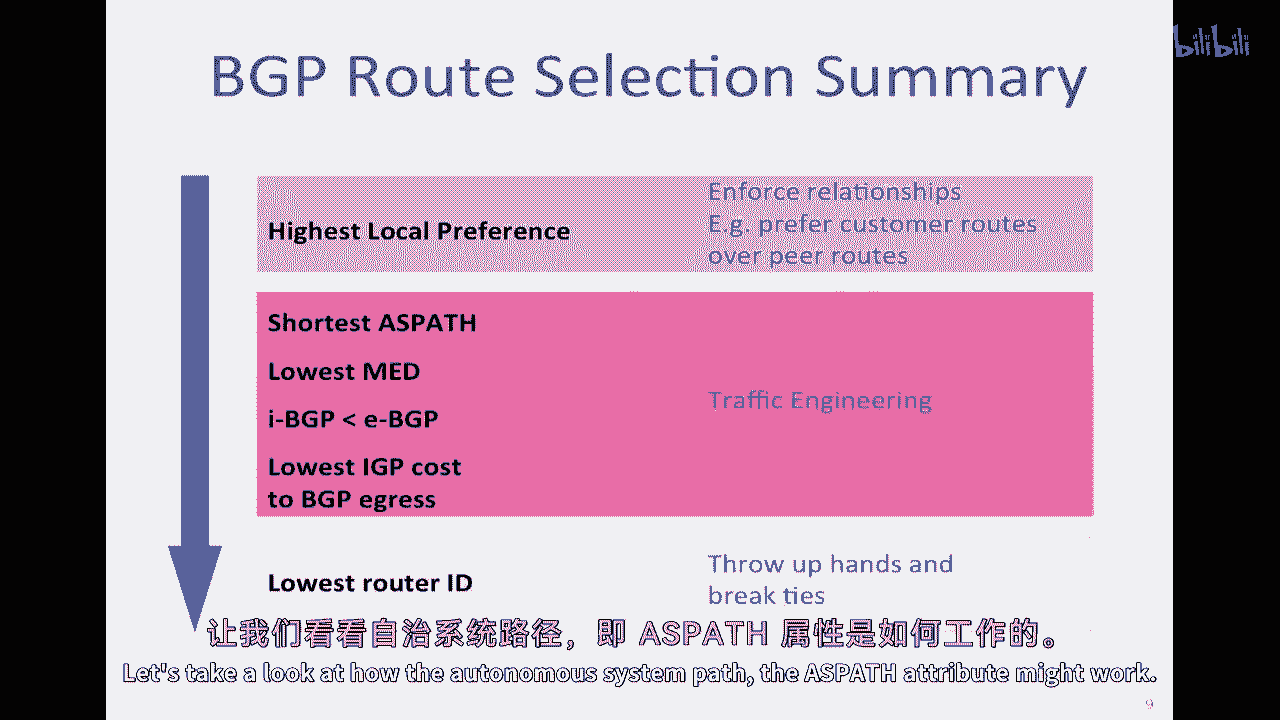 bilibili
BGP Route Selection Summary
Highest Local Preference
Enforce relationships
E.g. prefer customer routes
over peer routes
Shortest ASPATH
Lowest MED
i-BGP < e-BGP
Lowest IGP cost
to BGP egress
Traffic Engineering
Lowest router ID
Throw up hands and
break ties
让我们看看自治系统路径，即 ASPATH 属性是如何工作的。
Let's take a look at how the autonomous system path, the ASPATH attribute might work.
9